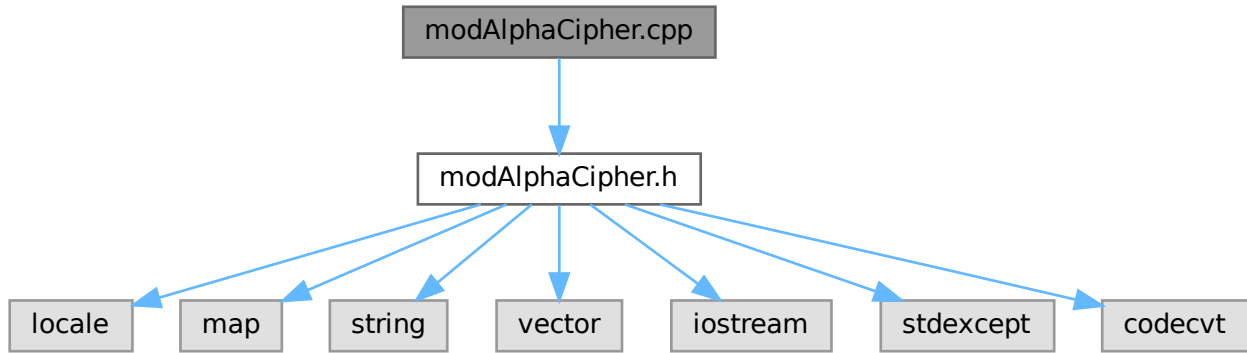 modAlphaCipher.cpp
modAlphaCipher.h
locale
map
string
vector
iostream
stdexcept
codecvt